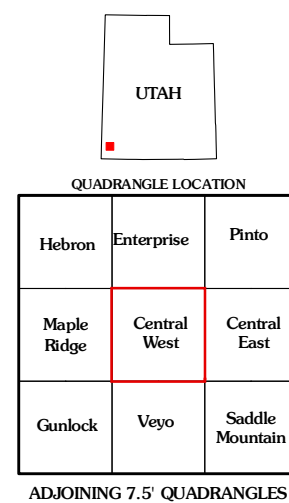 UTAH
QUADRANGLE LOCATION
Hebron
Enterprise
Pinto
Maple
Ridge
Central
West
Central
East
Gunlock
Veyo
Saddle
Mountain
ADJOINING 7.5' QUADRANGLES